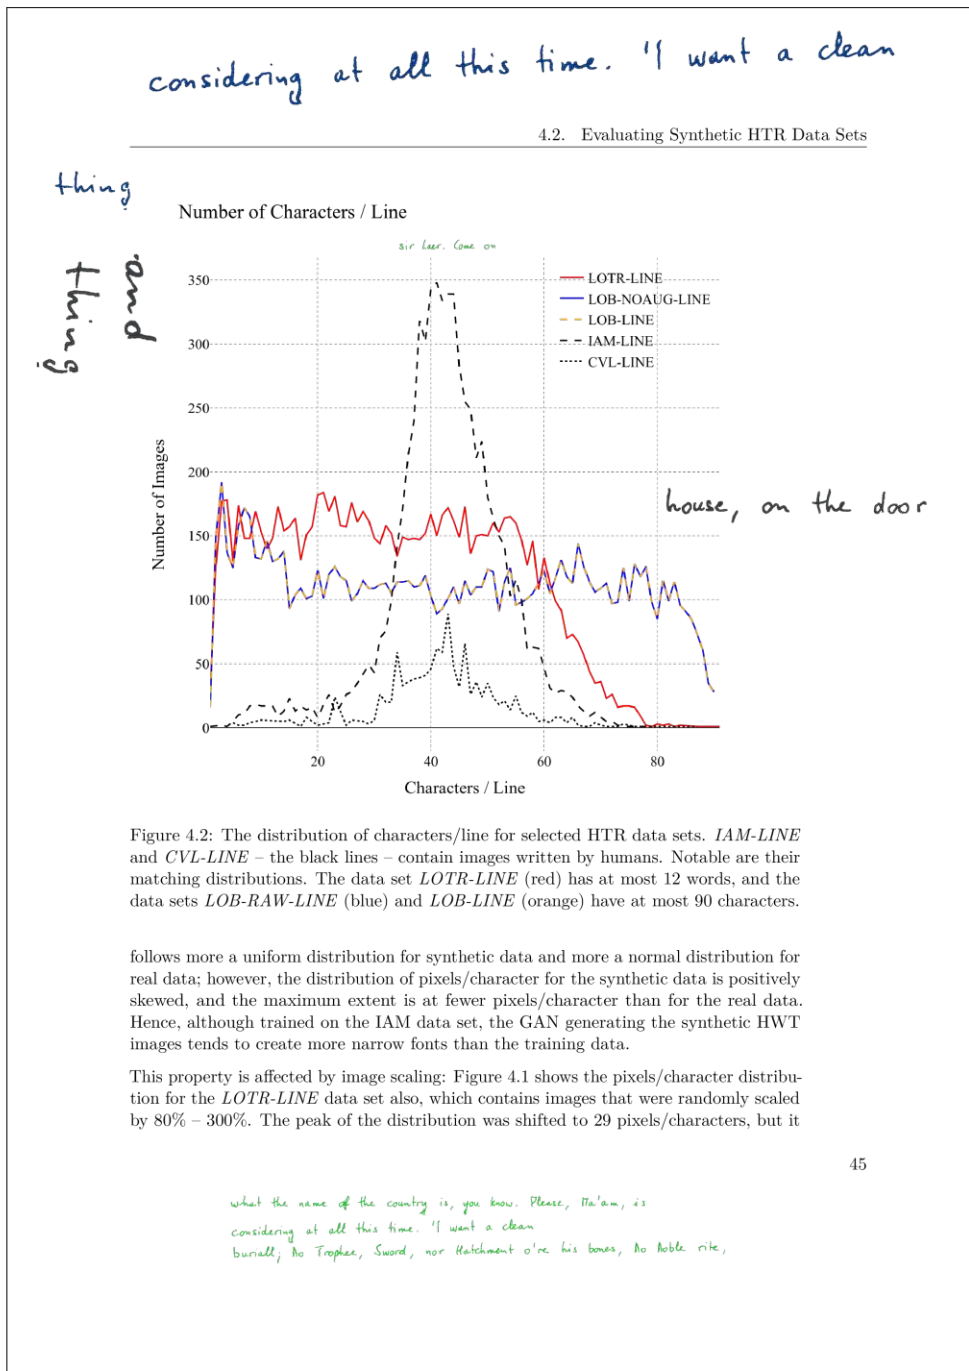 considering at all this time. 'I want a clean
4.2. Evaluating Synthetic HTR Data Sets
thing
Number of Characters / Line
sir Laer. Come on
and
thing
350
300
250
200
150
100
50
0
Number of Images
LOTR-LINE
LOB-NOAUG-LINE
LOB-LINE
IAM-LINE
CVL-LINE
house, on the door
20 40 60 80
Characters / Line
Figure 4.2: The distribution of characters/line for selected HTR data sets. IAM-LINE
and CVL-LINE – the black lines – contain images written by humans. Notable are their
matching distributions. The data set LOTR-LINE (red) has at most 12 words, and the
data sets LOB-RAW-LINE (blue) and LOB-LINE (orange) have at most 90 characters.
follows more a uniform distribution for synthetic data and more a normal distribution for
real data; however, the distribution of pixels/character for the synthetic data is positively
skewed, and the maximum extent is at fewer pixels/character than for the real data.
Hence, although trained on the IAM data set, the GAN generating the synthetic HWT
images tends to create more narrow fonts than the training data.
This property is affected by image scaling: Figure 4.1 shows the pixels/character distribu-
tion for the LOTR-LINE data set also, which contains images that were randomly scaled
by 80% – 300%. The peak of the distribution was shifted to 29 pixels/characters, but it
45
what the name of the country is, you know. Please, Ma'am, is
considering at all this time. 'I want a clean
buriall; No Trophee, Sword, nor Hatchment o're his bones, No Noble rite,